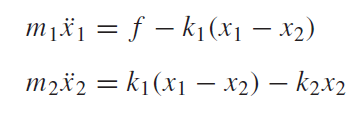 m₁ẍ₁ = f − k₁(x₁ − x₂)
m₂ẍ₂ = k₁(x₁ − x₂) − k₂x₂